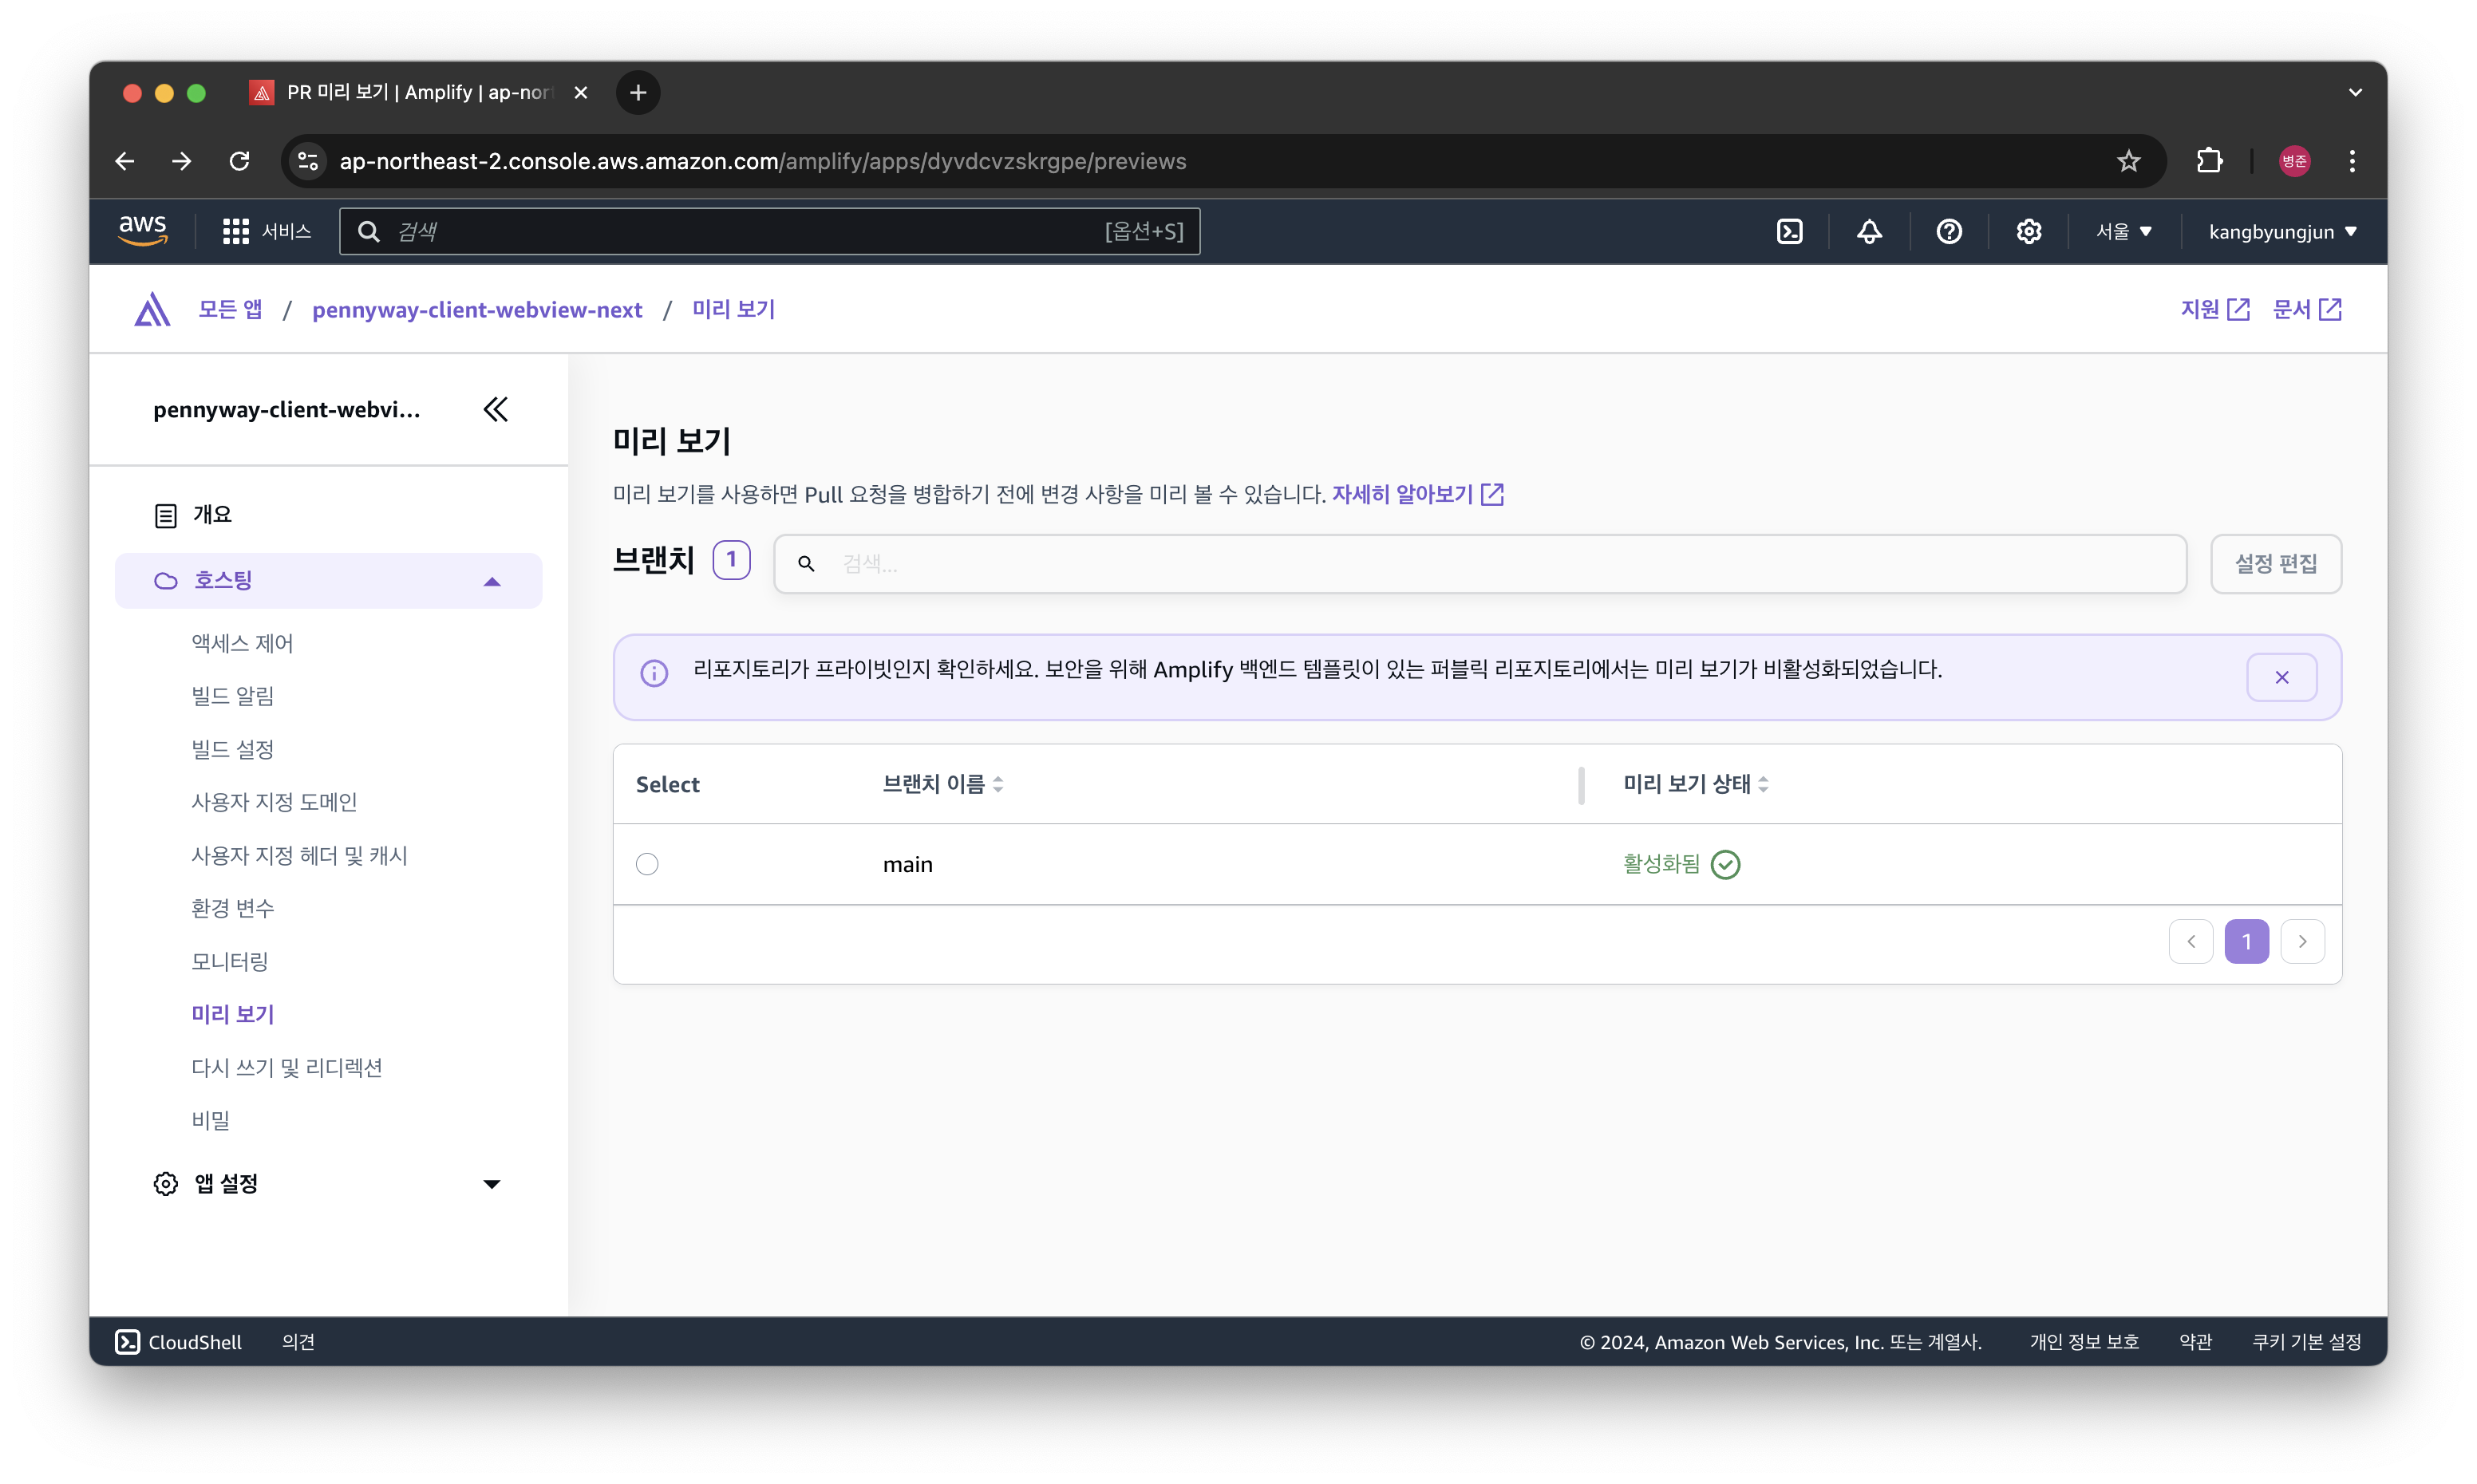 PR 미리 보기 | Amplify | ap-nort
ap-northeast-2.console.aws.amazon.com/amplify/apps/dyvdcvzskrgpe/previews
병준
aws 서비스 검색 [옵션+S] 서울 kangbyungjun
모든 앱 / pennyway-client-webview-next / 미리 보기 지원 문서
pennyway-client-webvi...
개요
호스팅
액세스 제어
빌드 알림
빌드 설정
사용자 지정 도메인
사용자 지정 헤더 및 캐시
환경 변수
모니터링
미리 보기
다시 쓰기 및 리디렉션
비밀
앱 설정
미리 보기
미리 보기를 사용하면 Pull 요청을 병합하기 전에 변경 사항을 미리 볼 수 있습니다. 자세히 알아보기
브랜치 1 검색... 설정 편집
리포지토리가 프라이빗인지 확인하세요. 보안을 위해 Amplify 백엔드 템플릿이 있는 퍼블릭 리포지토리에서는 미리 보기가 비활성화되었습니다.
Select 브랜치 이름 미리 보기 상태
main 활성화됨
1
CloudShell 의견 © 2024, Amazon Web Services, Inc. 또는 계열사. 개인 정보 보호 약관 쿠키 기본 설정